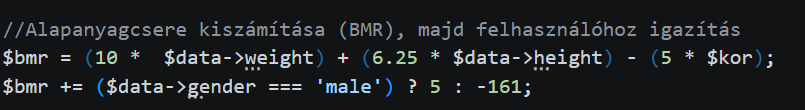 //Alapanyagcsere kiszámítása (BMR), majd felhasználóhoz igazítás
$bmr = (10 *  $data->weight) + (6.25 * $data->height) - (5 * $kor);
$bmr += ($data->gender === 'male') ? 5 : -161;